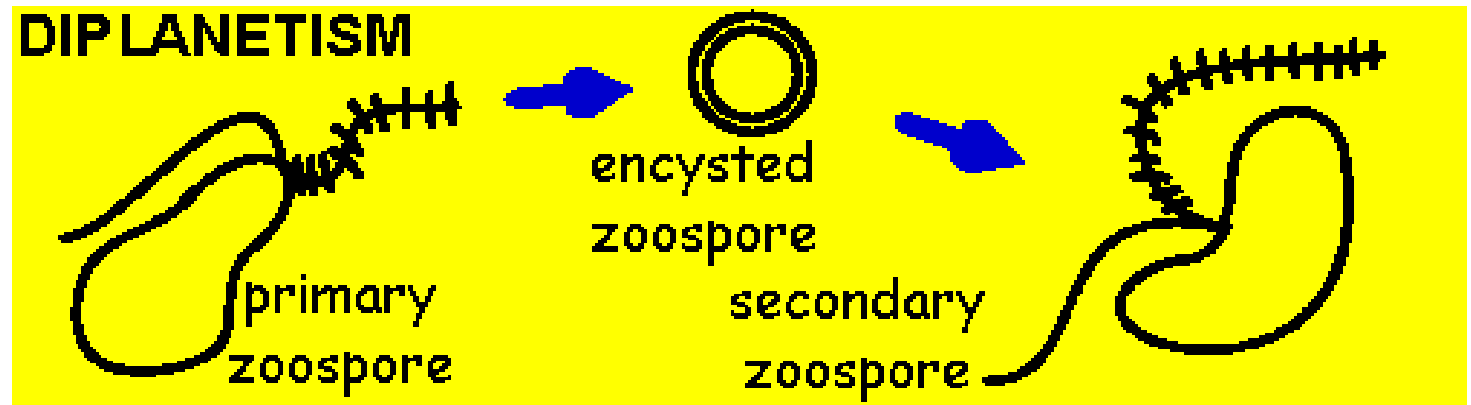 DIPLANETISM
primary
zoospore
encysted
zoospore
secondary
zoospore